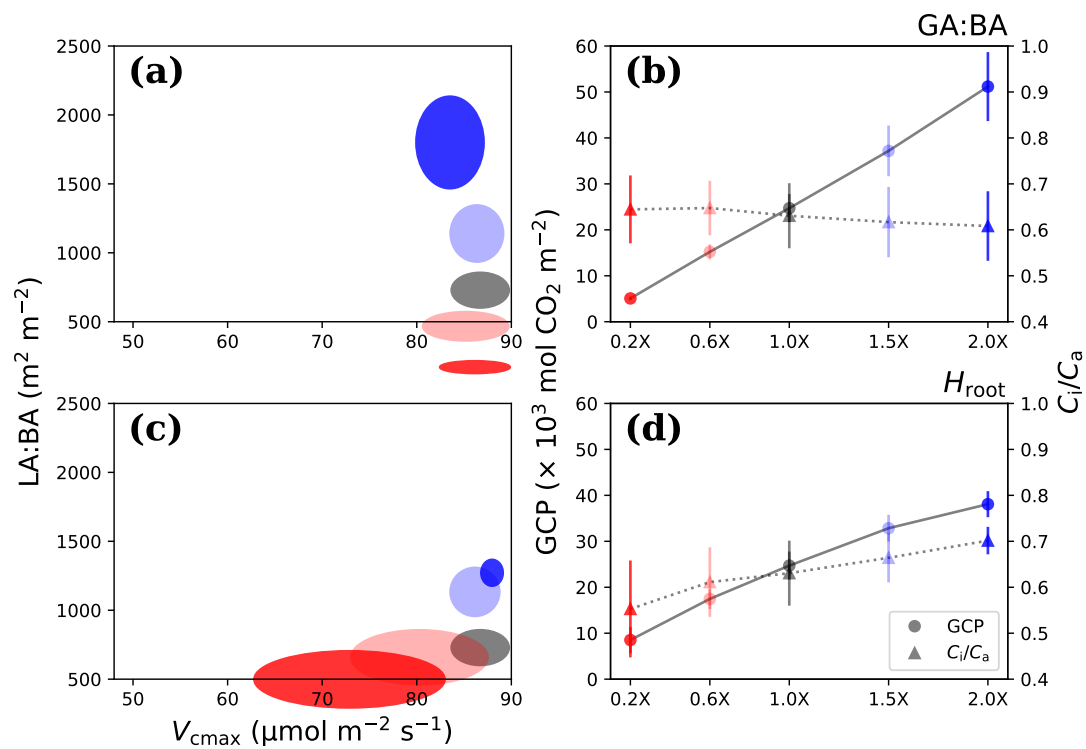 GA:BA
(a)
2500
2000
1500
1000
500
50 60 70 80 90
(b)
60
50
40
30
20
10
0
1.0
0.9
0.8
0.7
0.6
0.5
0.4
0.2X 0.6X 1.0X 1.5X 2.0X
LA:BA (m² m⁻²)
GCP (× 10³ mol CO₂ m⁻²)
Cᵢ/Cₐ
H_root
(c)
2500
2000
1500
1000
500
50 60 70 80 90
V_cmax (μmol m⁻² s⁻¹)
(d)
60
50
40
30
20
10
0
1.0
0.9
0.8
0.7
0.6
0.5
0.4
0.2X 0.6X 1.0X 1.5X 2.0X
GCP
Cᵢ/Cₐ